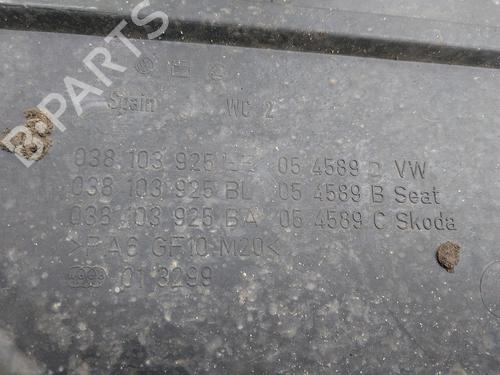 B-PARTS
Spain WC 2
038 103 925 05 4589 D VW
038 103 925 BL 05 4589 B Seat
038 103 925 BA 05 4589 C Skoda
>PA6 GF10 M20<
01 3299